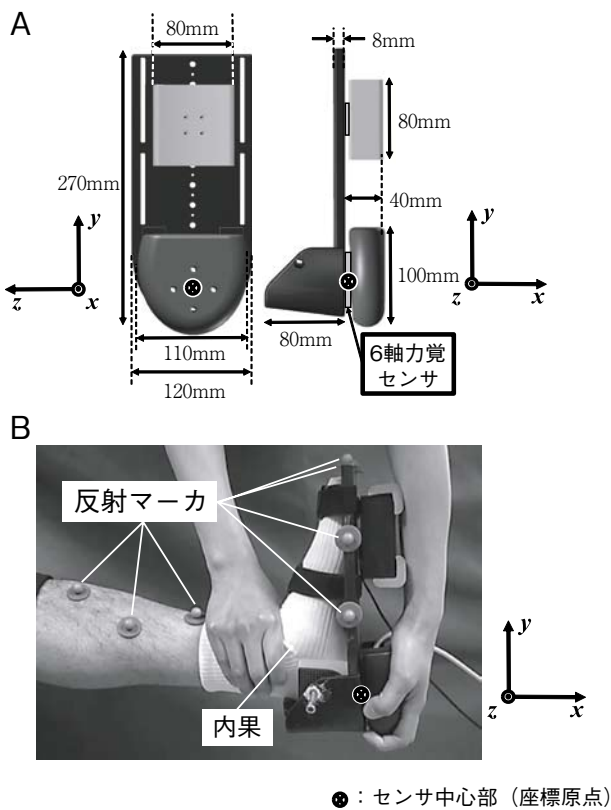 A
80mm
8mm
80mm
270mm
40mm
y
z
x
100mm
y
z
x
80mm
6軸力覚
センサ
110mm
120mm
B
反射マーカ
内果
y
z
x
：センサ中心部（座標原点）